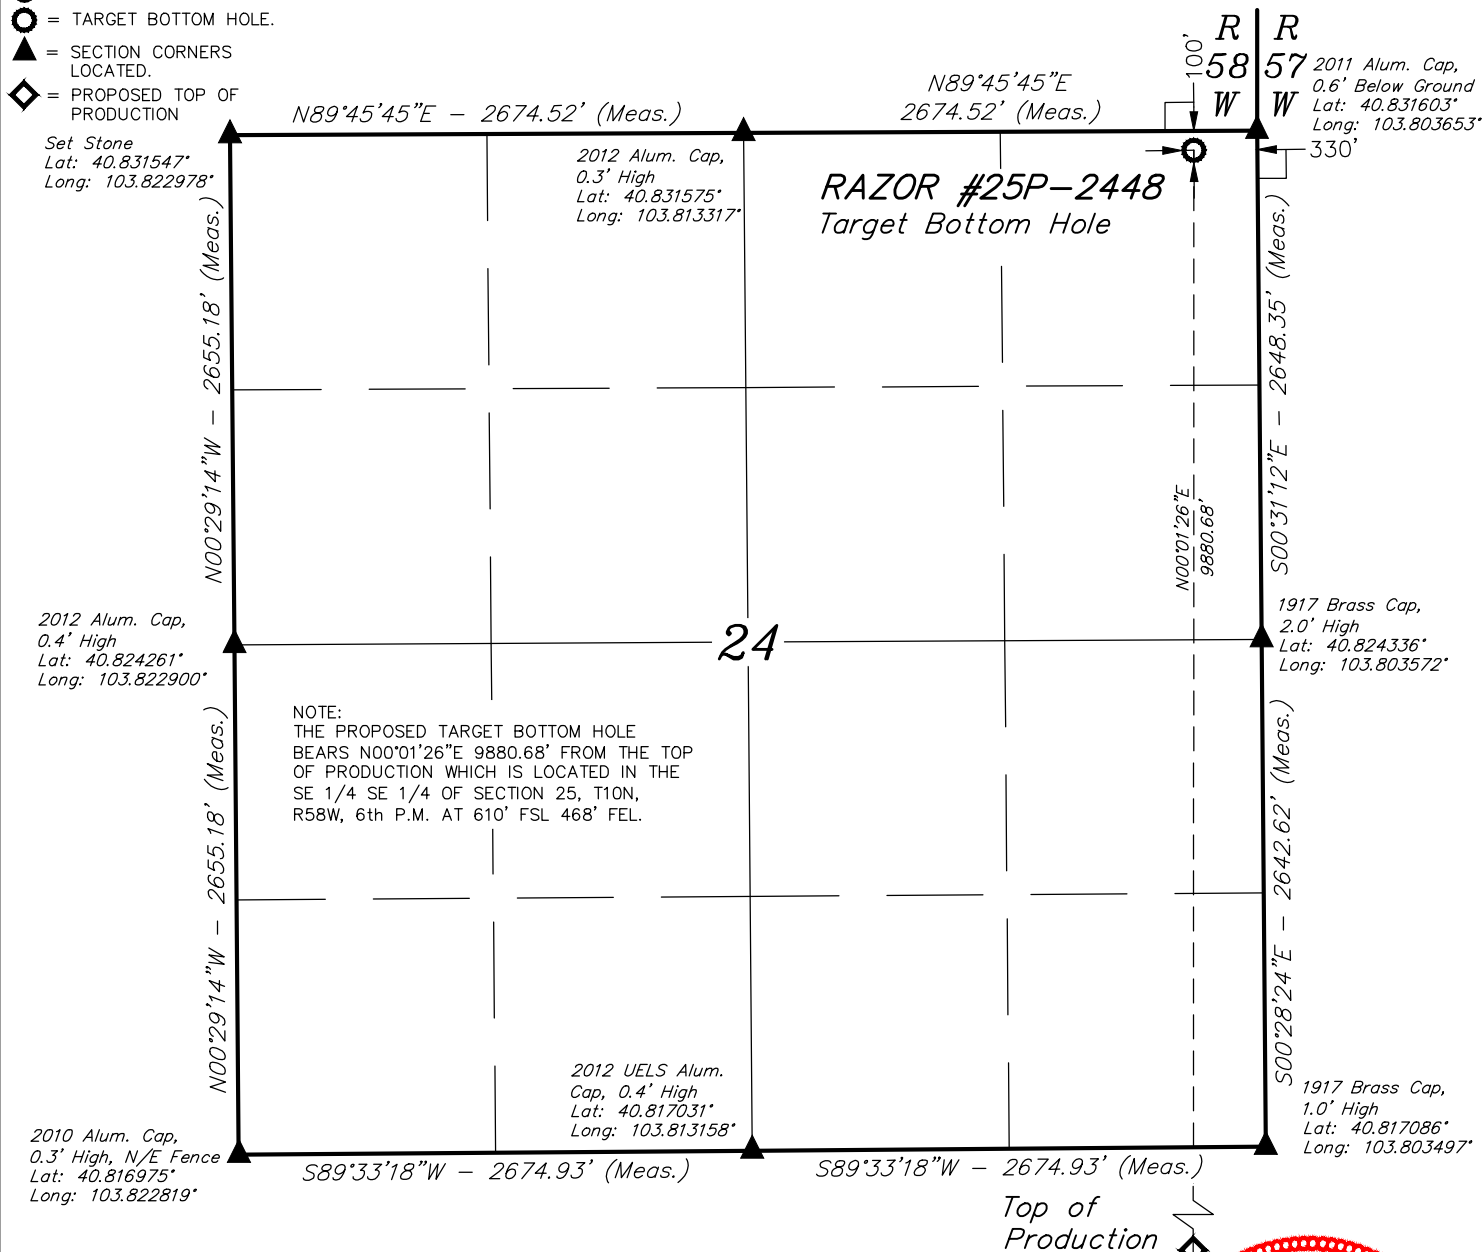 = TARGET BOTTOM HOLE.
= SECTION CORNERS
LOCATED.
= PROPOSED TOP OF
PRODUCTION
R
58
W
R
57
W
100'
2011 Alum. Cap,
0.6' Below Ground
Lat: 40.831603°
Long: 103.803653°
N89°45'45"E – 2674.52' (Meas.)
N89°45'45"E
2674.52' (Meas.)
Set Stone
Lat: 40.831547°
Long: 103.822978°
2012 Alum. Cap,
0.3' High
Lat: 40.831575°
Long: 103.813317°
330'
RAZOR #25P-2448
Target Bottom Hole
N00°29'14"W – 2655.18' (Meas.)
S00°31'12"E – 2648.35' (Meas.)
N00°01'26"E
9880.68'
2012 Alum. Cap,
0.4' High
Lat: 40.824261°
Long: 103.822900°
24
1917 Brass Cap,
2.0' High
Lat: 40.824336°
Long: 103.803572°
NOTE:
THE PROPOSED TARGET BOTTOM HOLE
BEARS N00°01'26"E 9880.68' FROM THE TOP
OF PRODUCTION WHICH IS LOCATED IN THE
SE 1/4 SE 1/4 OF SECTION 25, T10N,
R58W, 6th P.M. AT 610' FSL 468' FEL.
N00°29'14"W – 2655.18' (Meas.)
S00°28'24"E – 2642.62' (Meas.)
2012 UELS Alum.
Cap, 0.4' High
Lat: 40.817031°
Long: 103.813158°
1917 Brass Cap,
1.0' High
Lat: 40.817086°
Long: 103.803497°
2010 Alum. Cap,
0.3' High, N/E Fence
Lat: 40.816975°
Long: 103.822819°
S89°33'18"W – 2674.93' (Meas.)
S89°33'18"W – 2674.93' (Meas.)
Top of
Production